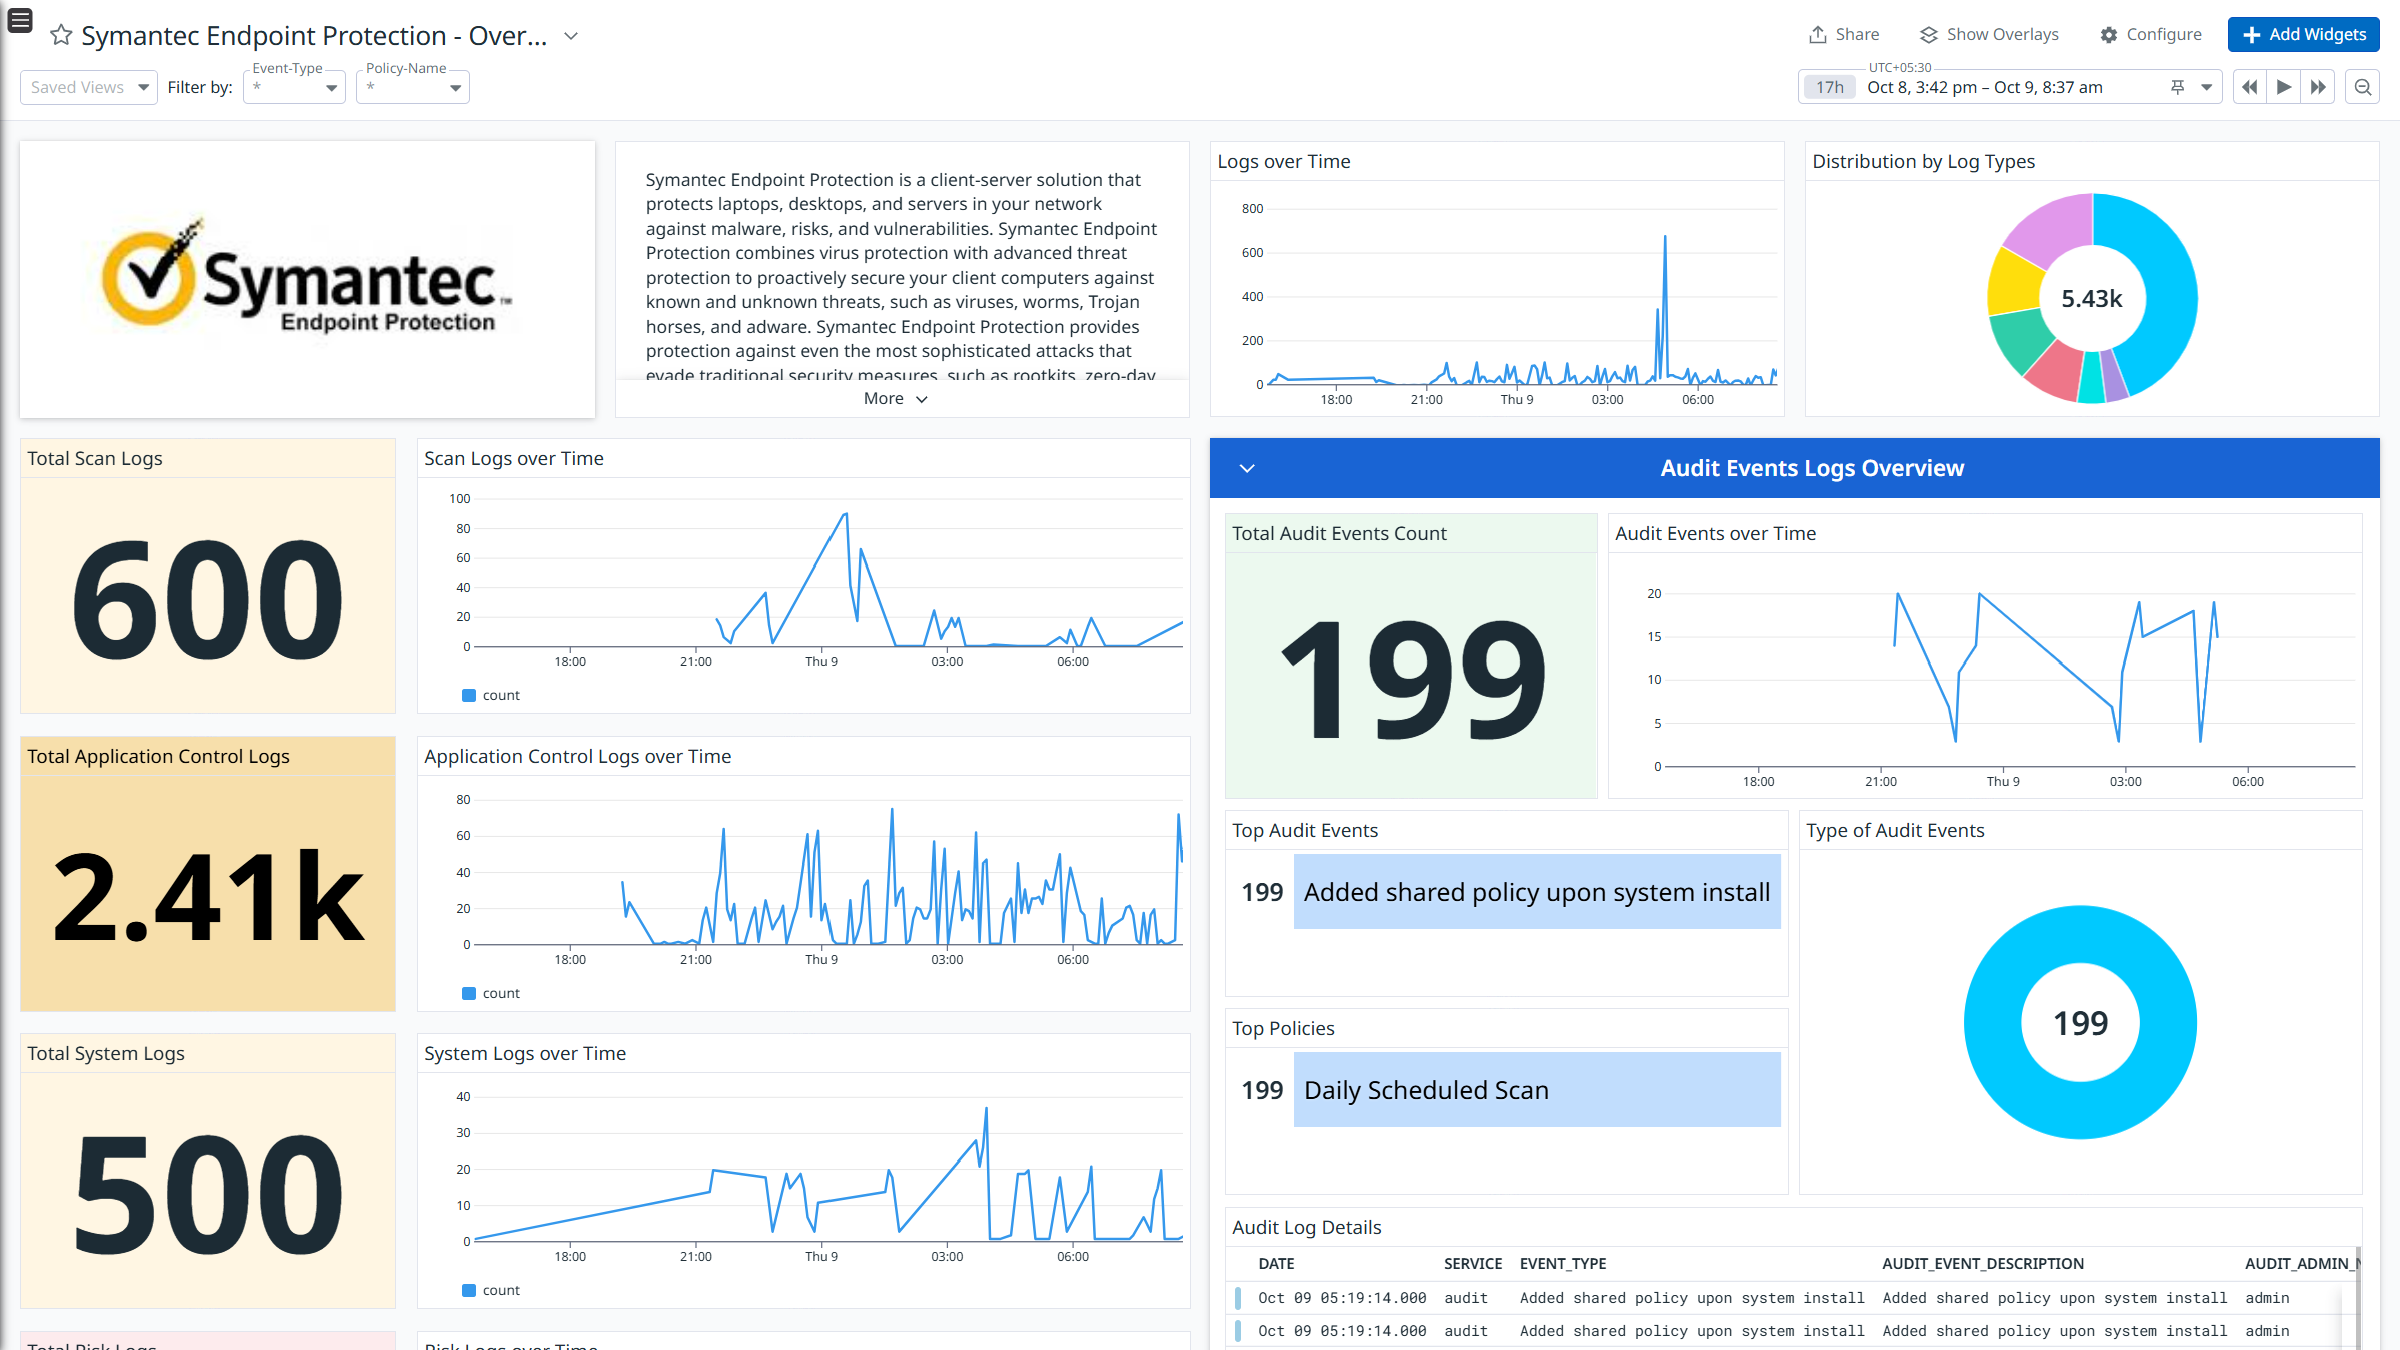 Symantec Endpoint Protection - Over...
Share
Show Overlays
Configure
Add Widgets
Saved Views
Filter by:
Event-Type
*
Policy-Name
*
UTC+05:30
17h
Oct 8, 3:42 pm – Oct 9, 8:37 am
Symantec™
Endpoint Protection
Symantec Endpoint Protection is a client-server solution that
protects laptops, desktops, and servers in your network
against malware, risks, and vulnerabilities. Symantec Endpoint
Protection combines virus protection with advanced threat
protection to proactively secure your client computers against
known and unknown threats, such as viruses, worms, Trojan
horses, and adware. Symantec Endpoint Protection provides
protection against even the most sophisticated attacks that
evade traditional security measures, such as rootkits, zero-day
More
Logs over Time
800
600
400
200
0
18:00 21:00 Thu 9 03:00 06:00
Distribution by Log Types
5.43k
Total Scan Logs
600
Scan Logs over Time
100
80
60
40
20
0
18:00 21:00 Thu 9 03:00 06:00
count
Total Application Control Logs
2.41k
Application Control Logs over Time
80
60
40
20
0
18:00 21:00 Thu 9 03:00 06:00
count
Total System Logs
500
System Logs over Time
40
30
20
10
0
18:00 21:00 Thu 9 03:00 06:00
count
Total Risk Logs
Risk Logs over Time
Audit Events Logs Overview
Total Audit Events Count
199
Audit Events over Time
20
15
10
5
0
18:00 21:00 Thu 9 03:00 06:00
Top Audit Events
199 Added shared policy upon system install
Type of Audit Events
199
Top Policies
199 Daily Scheduled Scan
Audit Log Details
DATE SERVICE EVENT_TYPE AUDIT_EVENT_DESCRIPTION AUDIT_ADMIN_N
Oct 09 05:19:14.000 audit Added shared policy upon system install Added shared policy upon system install admin
Oct 09 05:19:14.000 audit Added shared policy upon system install Added shared policy upon system install admin